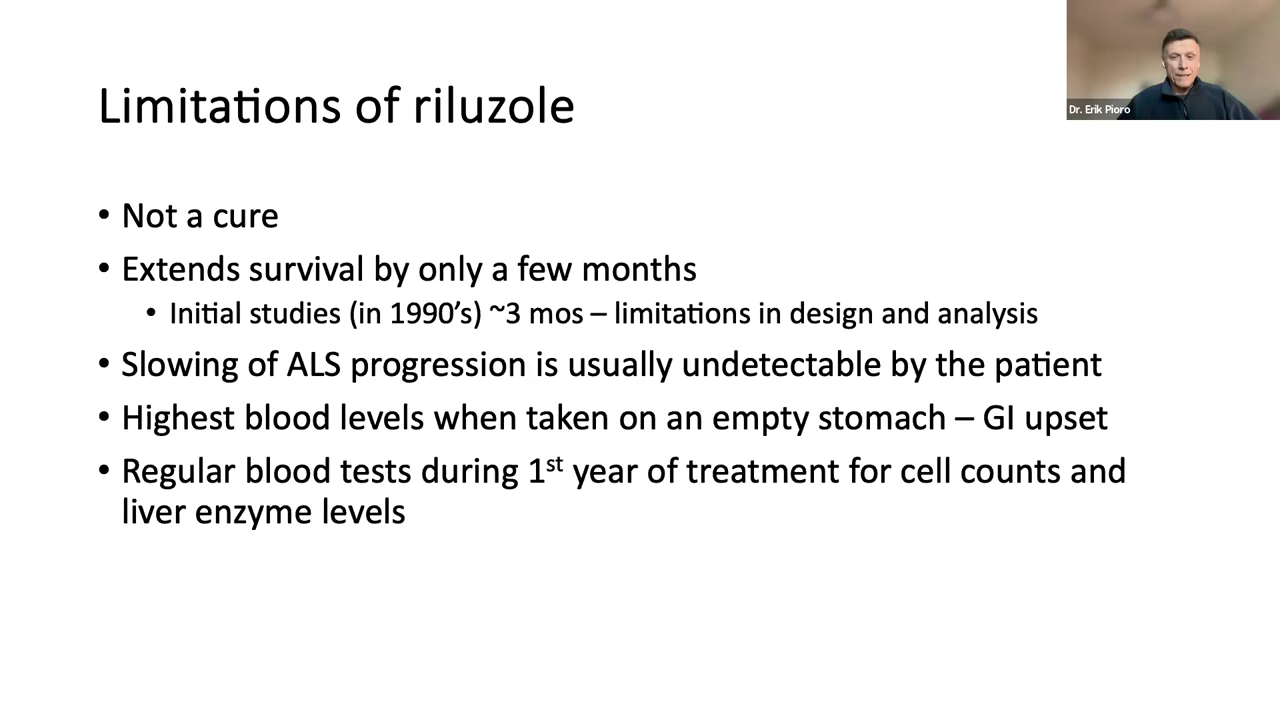 Limitations of riluzole
Dr. Erik Pioro
• Not a cure
• Extends survival by only a few months
• Initial studies (in 1990’s) ~3 mos – limitations in design and analysis
• Slowing of ALS progression is usually undetectable by the patient
• Highest blood levels when taken on an empty stomach – GI upset
• Regular blood tests during 1st year of treatment for cell counts and
liver enzyme levels